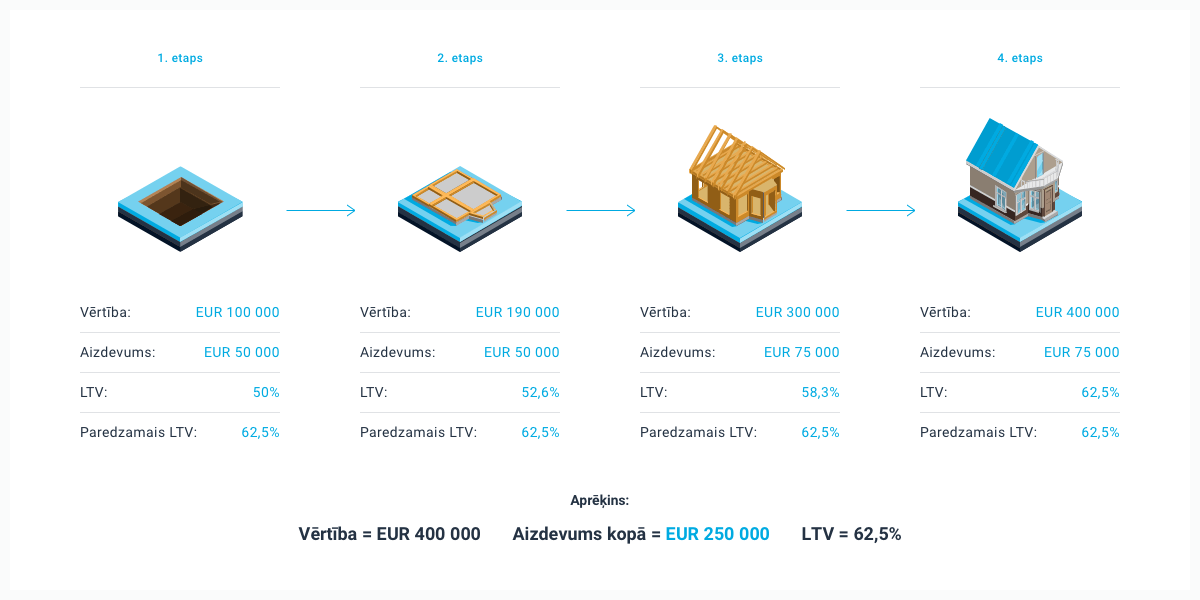 1. etaps
2. etaps
3. etaps
4. etaps
Vērtība: EUR 100 000
Aizdevums: EUR 50 000
LTV: 50%
Paredzamais LTV: 62,5%
Vērtība: EUR 190 000
Aizdevums: EUR 50 000
LTV: 52,6%
Paredzamais LTV: 62,5%
Vērtība: EUR 300 000
Aizdevums: EUR 75 000
LTV: 58,3%
Paredzamais LTV: 62,5%
Vērtība: EUR 400 000
Aizdevums: EUR 75 000
LTV: 62,5%
Paredzamais LTV: 62,5%
Aprēķins:
Vērtība = EUR 400 000 Aizdevums kopā = EUR 250 000 LTV = 62,5%